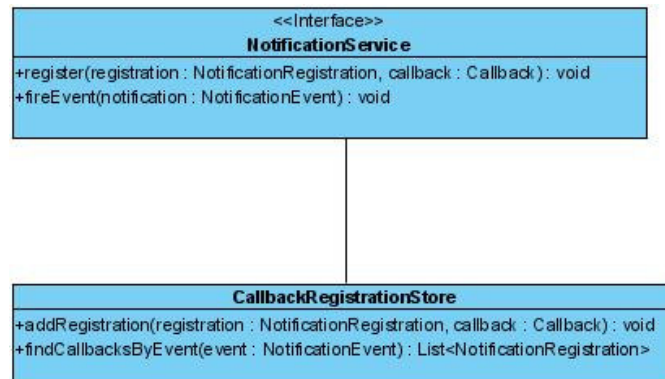 <<Interface>>
NotificationService
+register(registration : NotificationRegistration, callback : Callback) : void
+fireEvent(notification : NotificationEvent) : void
CallbackRegistrationStore
+addRegistration(registration : NotificationRegistration, callback : Callback) : void
+findCallbacksByEvent(event : NotificationEvent) : List<NotificationRegistration>